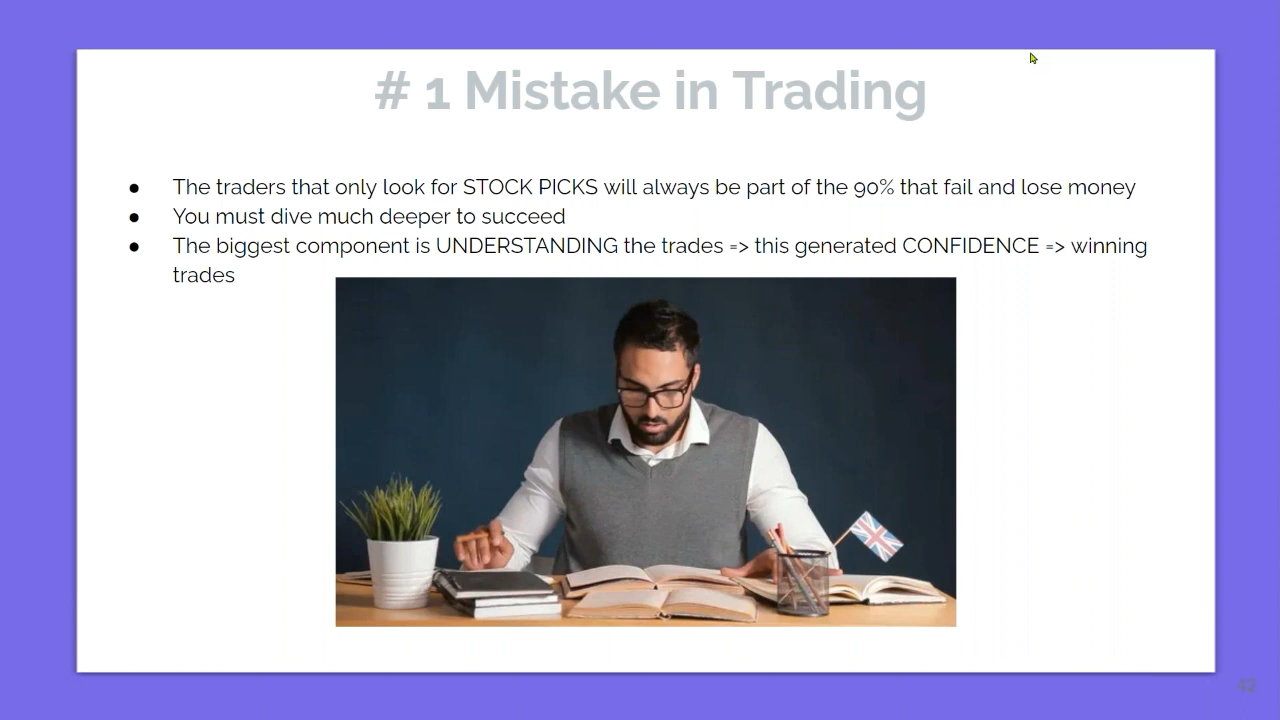 # 1 Mistake in Trading
● The traders that only look for STOCK PICKS will always be part of the 90% that fail and lose money
● You must dive much deeper to succeed
● The biggest component is UNDERSTANDING the trades => this generated CONFIDENCE => winning
trades
42